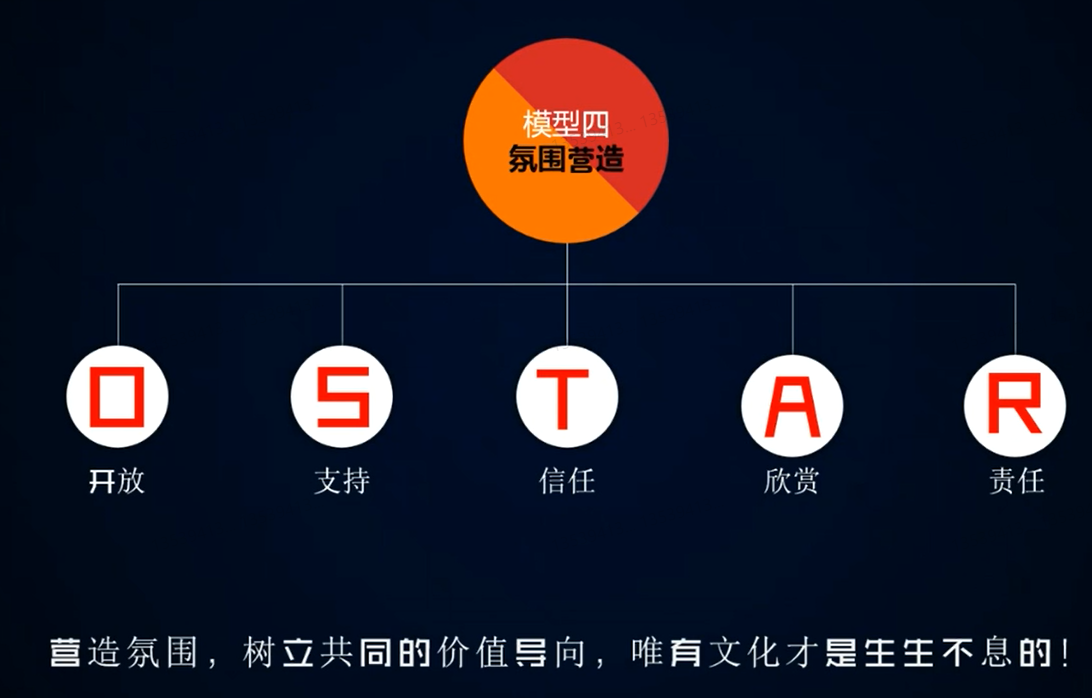 模型四
氛围营造
O S T A R
开放 支持 信任 欣赏 责任
营造氛围，树立共同的价值导向，唯有文化才是生生不息的！